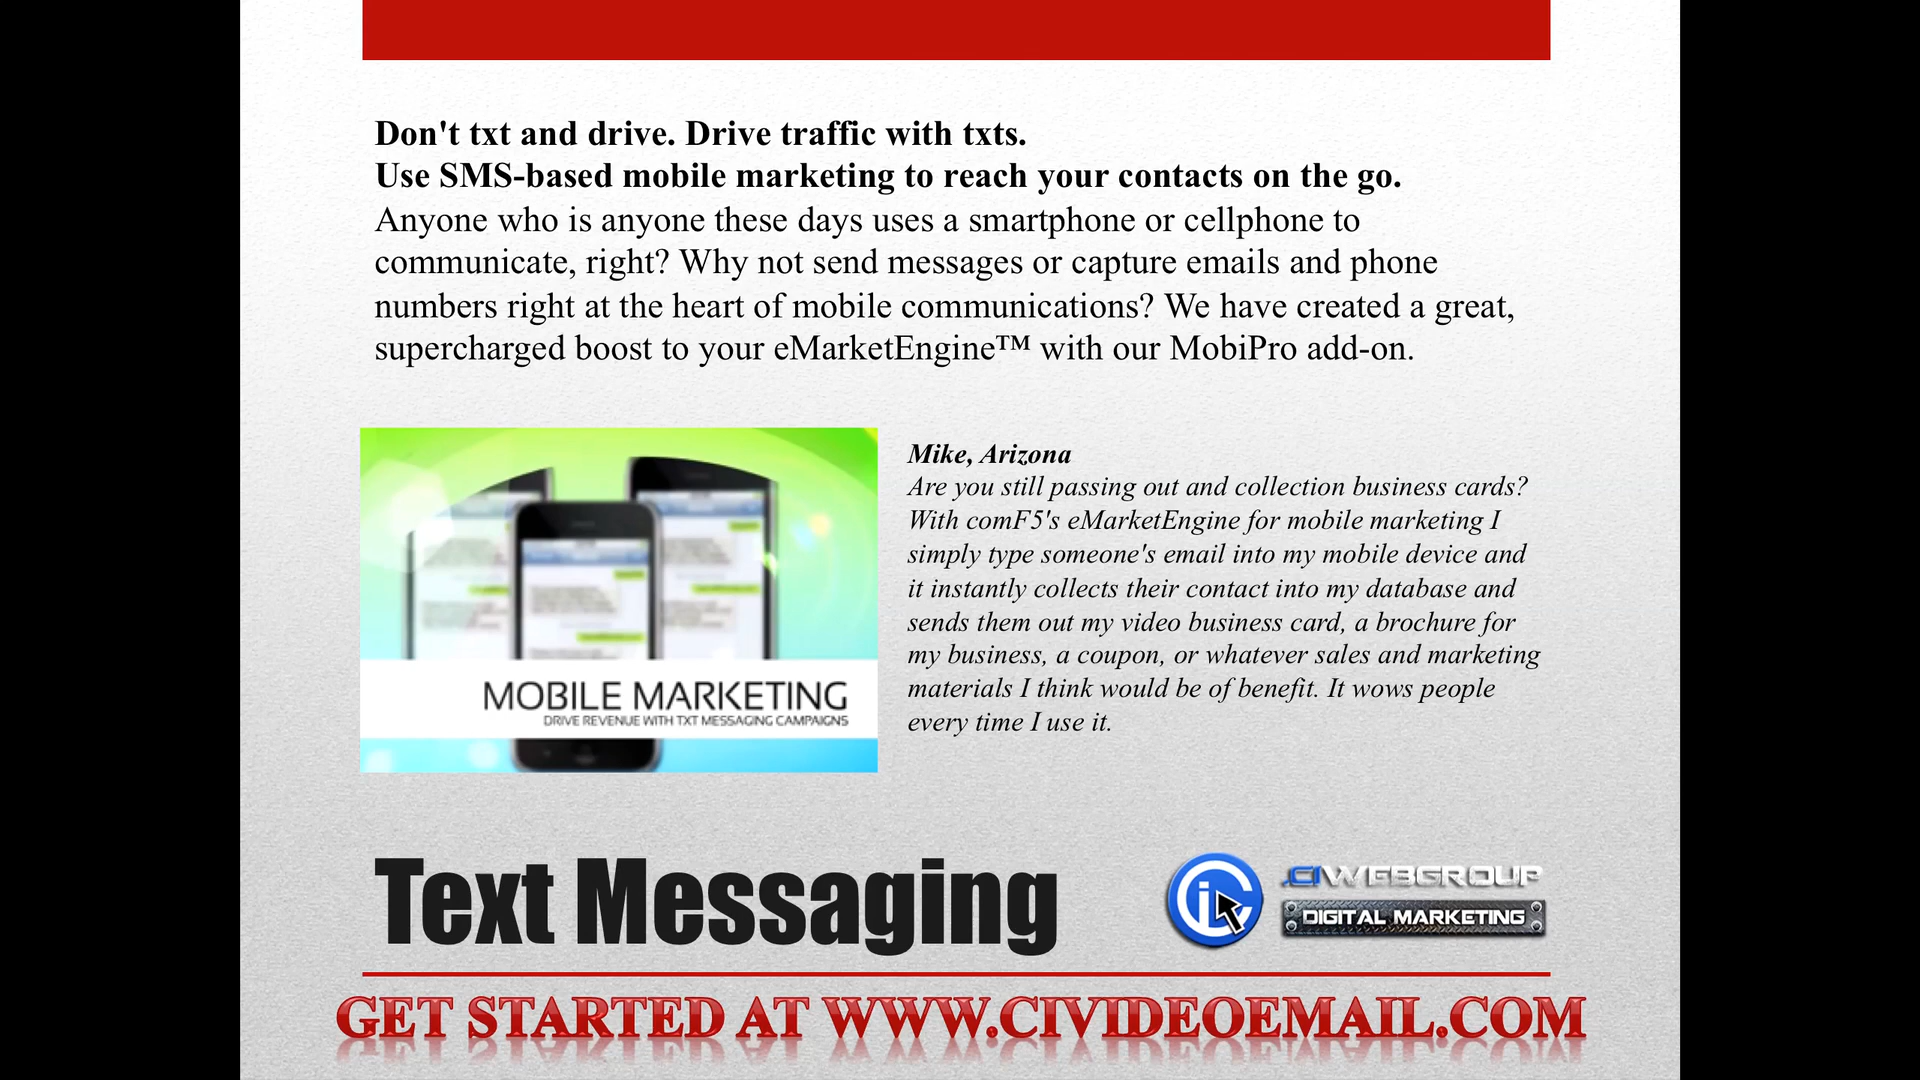 Don't txt and drive. Drive traffic with txts.
Use SMS-based mobile marketing to reach your contacts on the go.
Anyone who is anyone these days uses a smartphone or cellphone to
communicate, right? Why not send messages or capture emails and phone
numbers right at the heart of mobile communications? We have created a great,
supercharged boost to your eMarketEngine™ with our MobiPro add-on.
MOBILE MARKETING
DRIVE REVENUE WITH TXT MESSAGING CAMPAIGNS
Mike, Arizona
Are you still passing out and collection business cards?
With comF5's eMarketEngine for mobile marketing I
simply type someone's email into my mobile device and
it instantly collects their contact into my database and
sends them out my video business card, a brochure for
my business, a coupon, or whatever sales and marketing
materials I think would be of benefit. It wows people
every time I use it.
Text Messaging
CiWEBGROUP
DIGITAL MARKETING
GET STARTED AT WWW.CIVIDEOEMAIL.COM